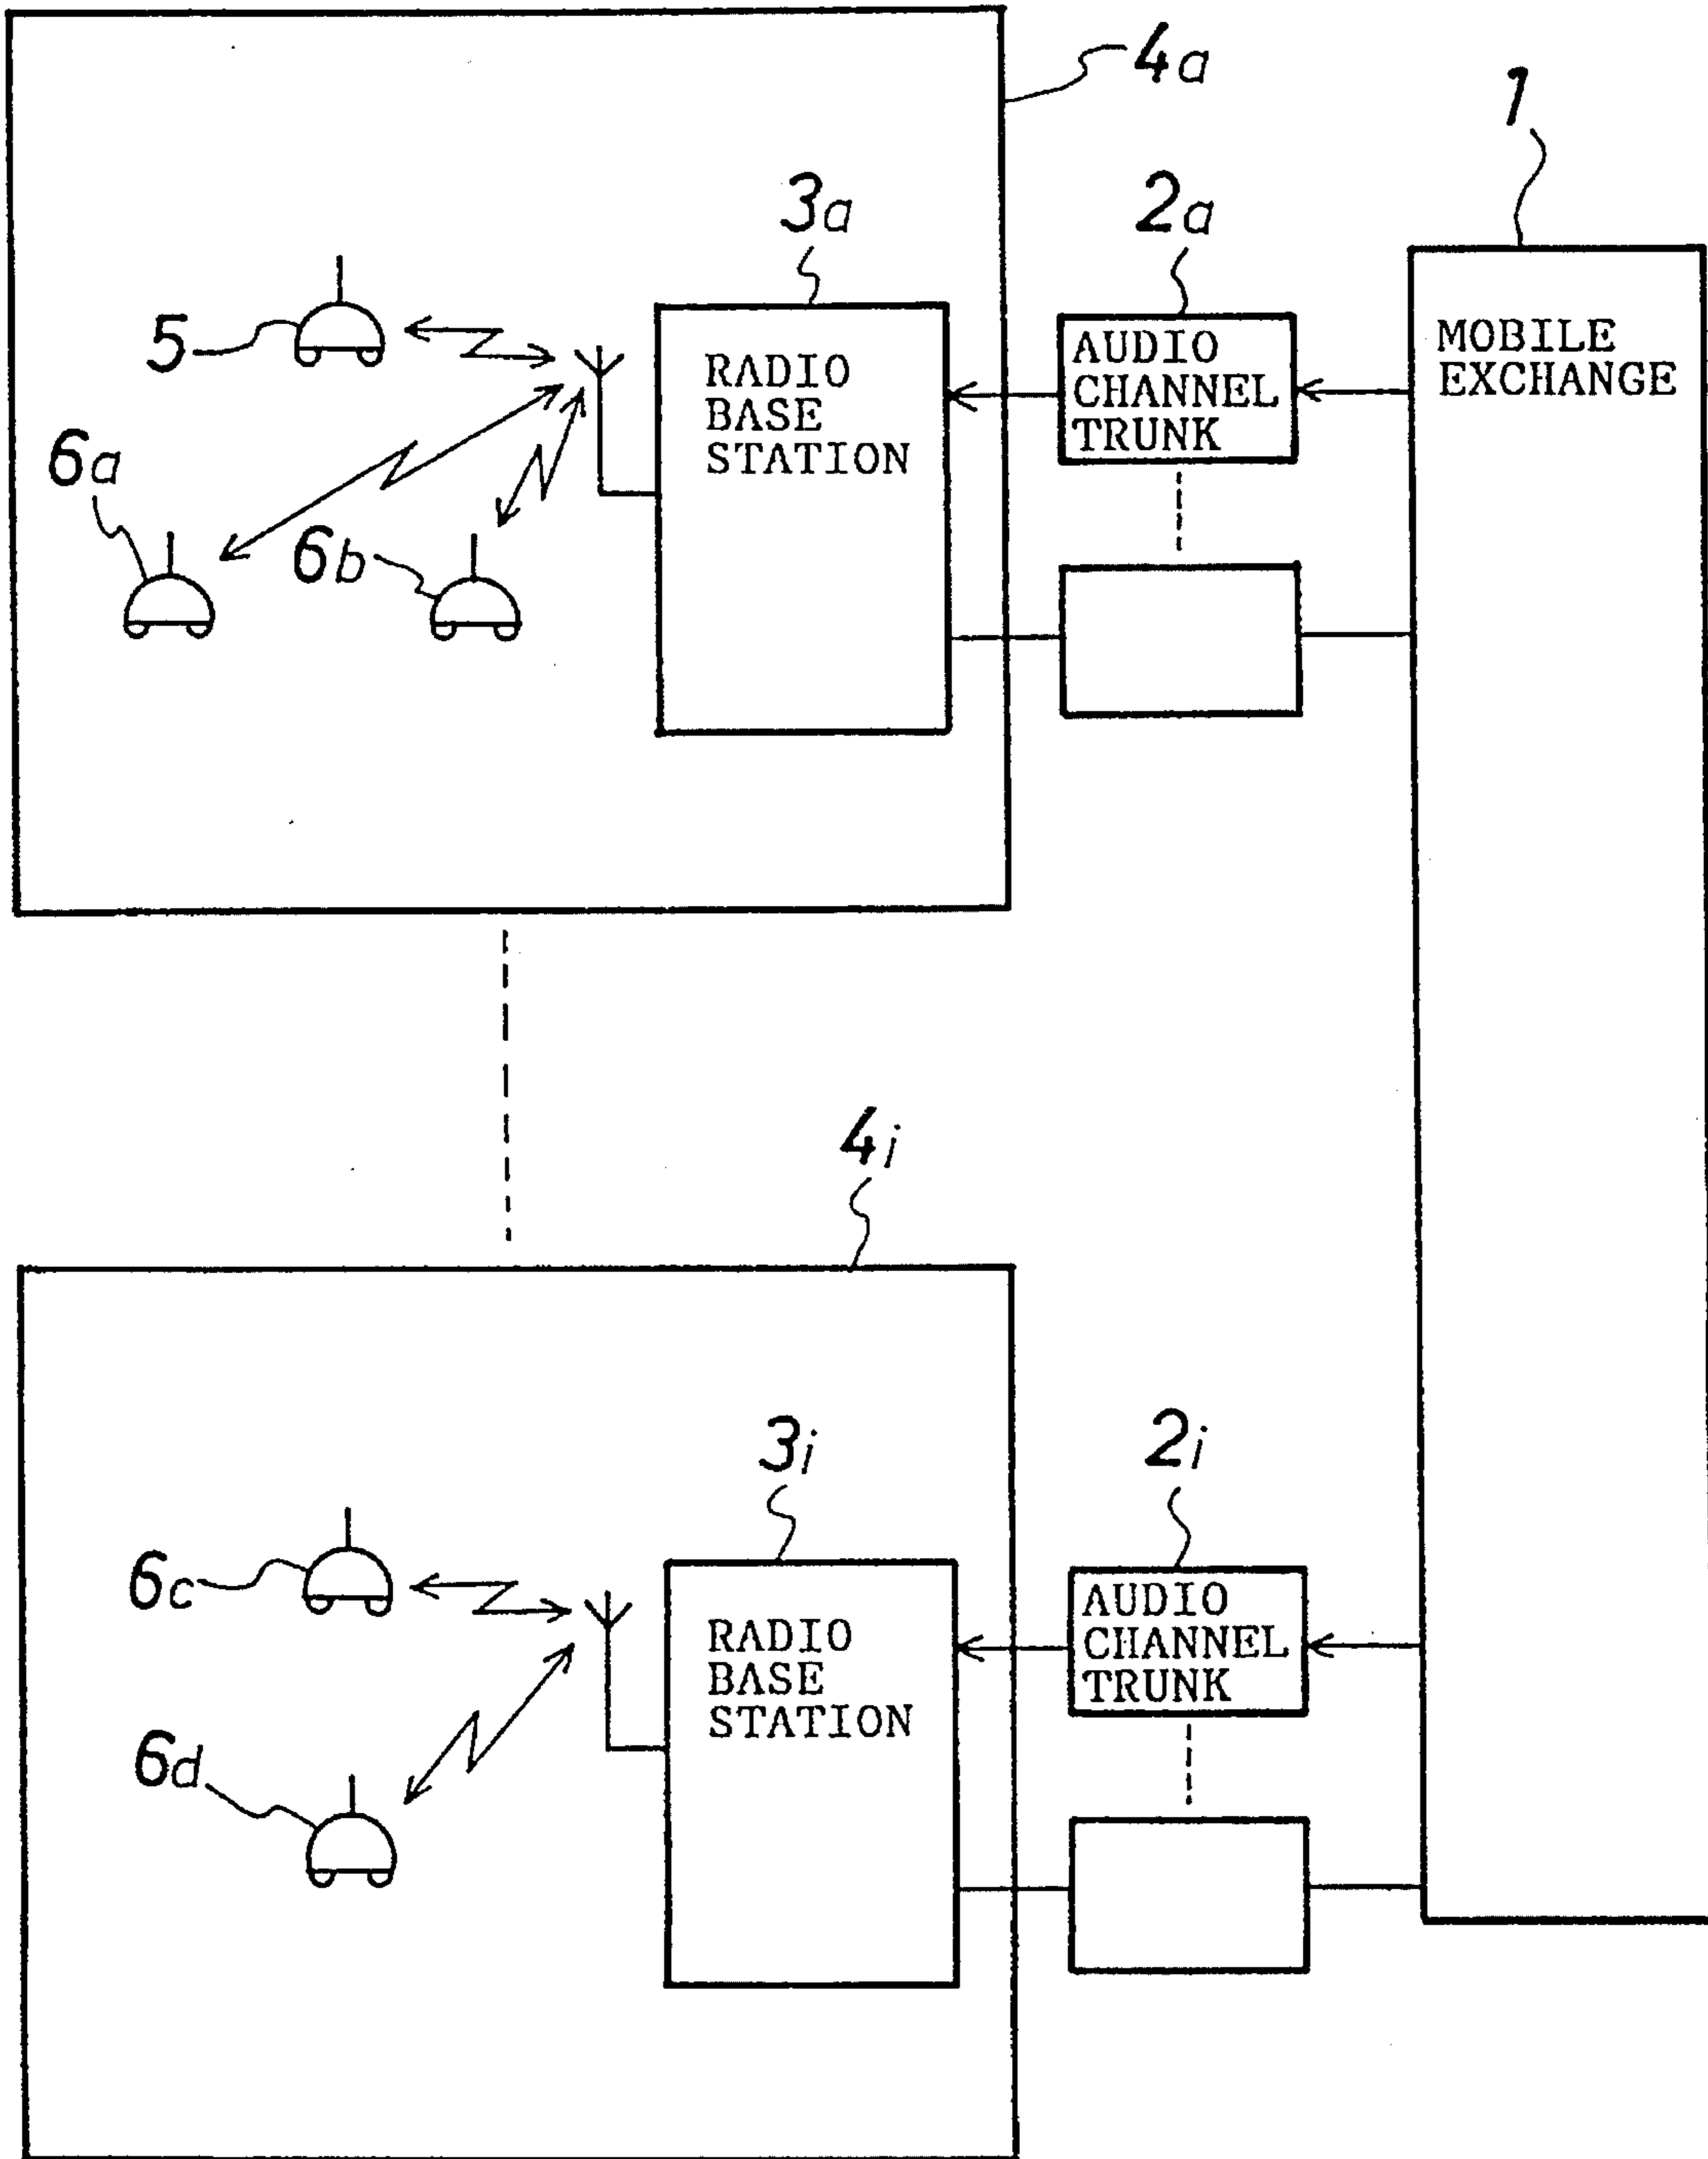 4a
1
3a
2a
5
RADIO
BASE
STATION
AUDIO
CHANNEL
TRUNK
MOBILE
EXCHANGE
6a
6b
4i
3i
2i
6c
RADIO
BASE
STATION
AUDIO
CHANNEL
TRUNK
6d